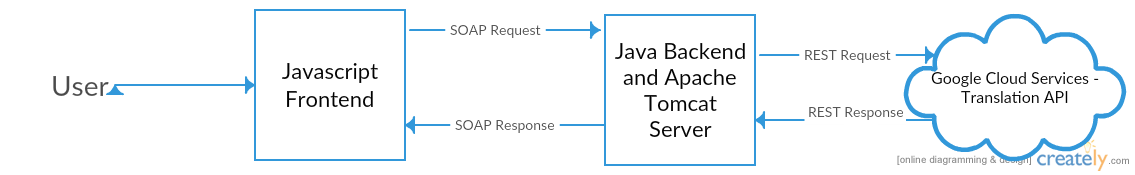 User
Javascript
Frontend
SOAP Request
SOAP Response
Java Backend
and Apache
Tomcat
Server
REST Request
REST Response
Google Cloud Services -
Translation API
[online diagramming & design] creately.com